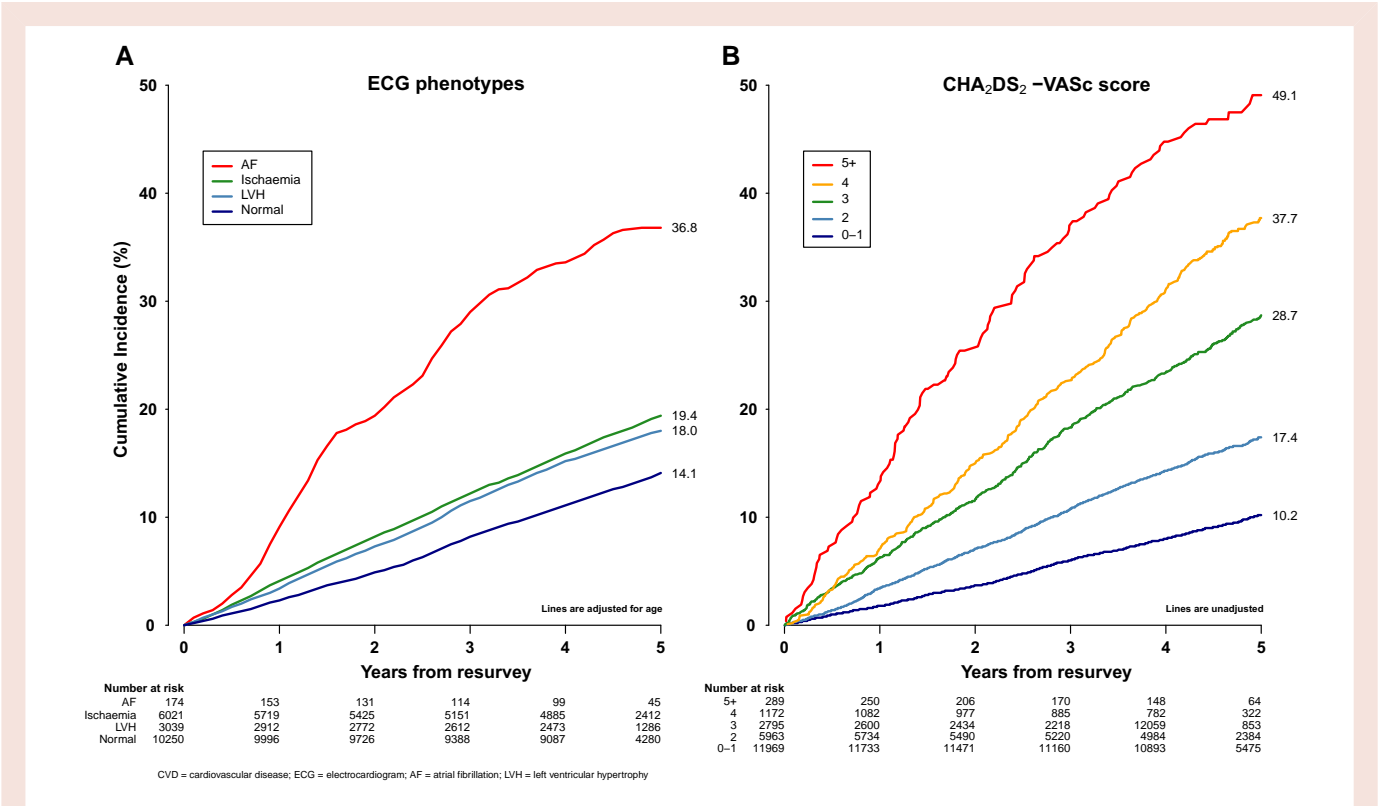 A
ECG phenotypes
50
40
30
20
10
0
Cumulative Incidence (%)
AF
Ischaemia
LVH
Normal
36.8
19.4
18.0
14.1
Lines are adjusted for age
0 1 2 3 4 5
Years from resurvey
Number at risk
AF 174 153 131 114 99 45
Ischaemia 6021 5719 5425 5151 4885 2412
LVH 3039 2912 2772 2612 2473 1286
Normal 10250 9996 9726 9388 9087 4280
B
CHA₂DS₂ −VASc score
50
40
30
20
10
0
5+
4
3
2
0−1
49.1
37.7
28.7
17.4
10.2
Lines are unadjusted
0 1 2 3 4 5
Years from resurvey
Number at risk
5+ 289 250 206 170 148 64
4 1172 1082 977 885 782 322
3 2795 2600 2434 2218 12059 853
2 5963 5734 5490 5220 4984 2384
0−1 11969 11733 11471 11160 10893 5475
CVD = cardiovascular disease; ECG = electrocardiogram; AF = atrial fibrillation; LVH = left ventricular hypertrophy